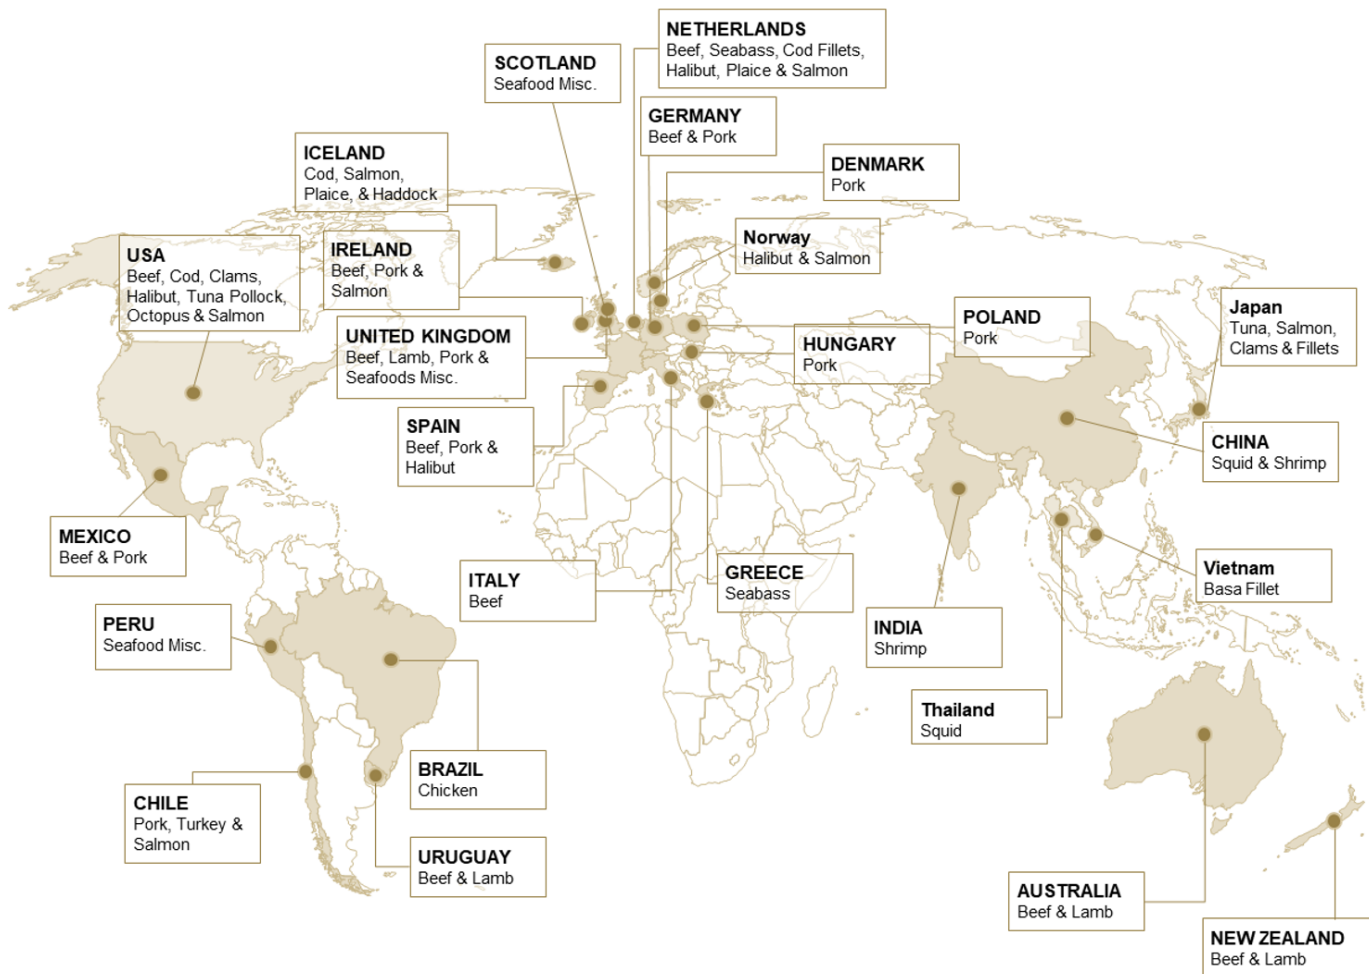 NETHERLANDS
Beef, Seabass, Cod Fillets,
Halibut, Plaice & Salmon
SCOTLAND
Seafood Misc.
GERMANY
Beef & Pork
ICELAND
Cod, Salmon,
Plaice, & Haddock
DENMARK
Pork
USA
Beef, Cod, Clams,
Halibut, Tuna Pollock,
Octopus & Salmon
IRELAND
Beef, Pork &
Salmon
Norway
Halibut & Salmon
UNITED KINGDOM
Beef, Lamb, Pork &
Seafoods Misc.
HUNGARY
Pork
POLAND
Pork
Japan
Tuna, Salmon,
Clams & Fillets
SPAIN
Beef, Pork &
Halibut
CHINA
Squid & Shrimp
MEXICO
Beef & Pork
ITALY
Beef
GREECE
Seabass
Vietnam
Basa Fillet
PERU
Seafood Misc.
INDIA
Shrimp
Thailand
Squid
BRAZIL
Chicken
CHILE
Pork, Turkey &
Salmon
URUGUAY
Beef & Lamb
AUSTRALIA
Beef & Lamb
NEW ZEALAND
Beef & Lamb